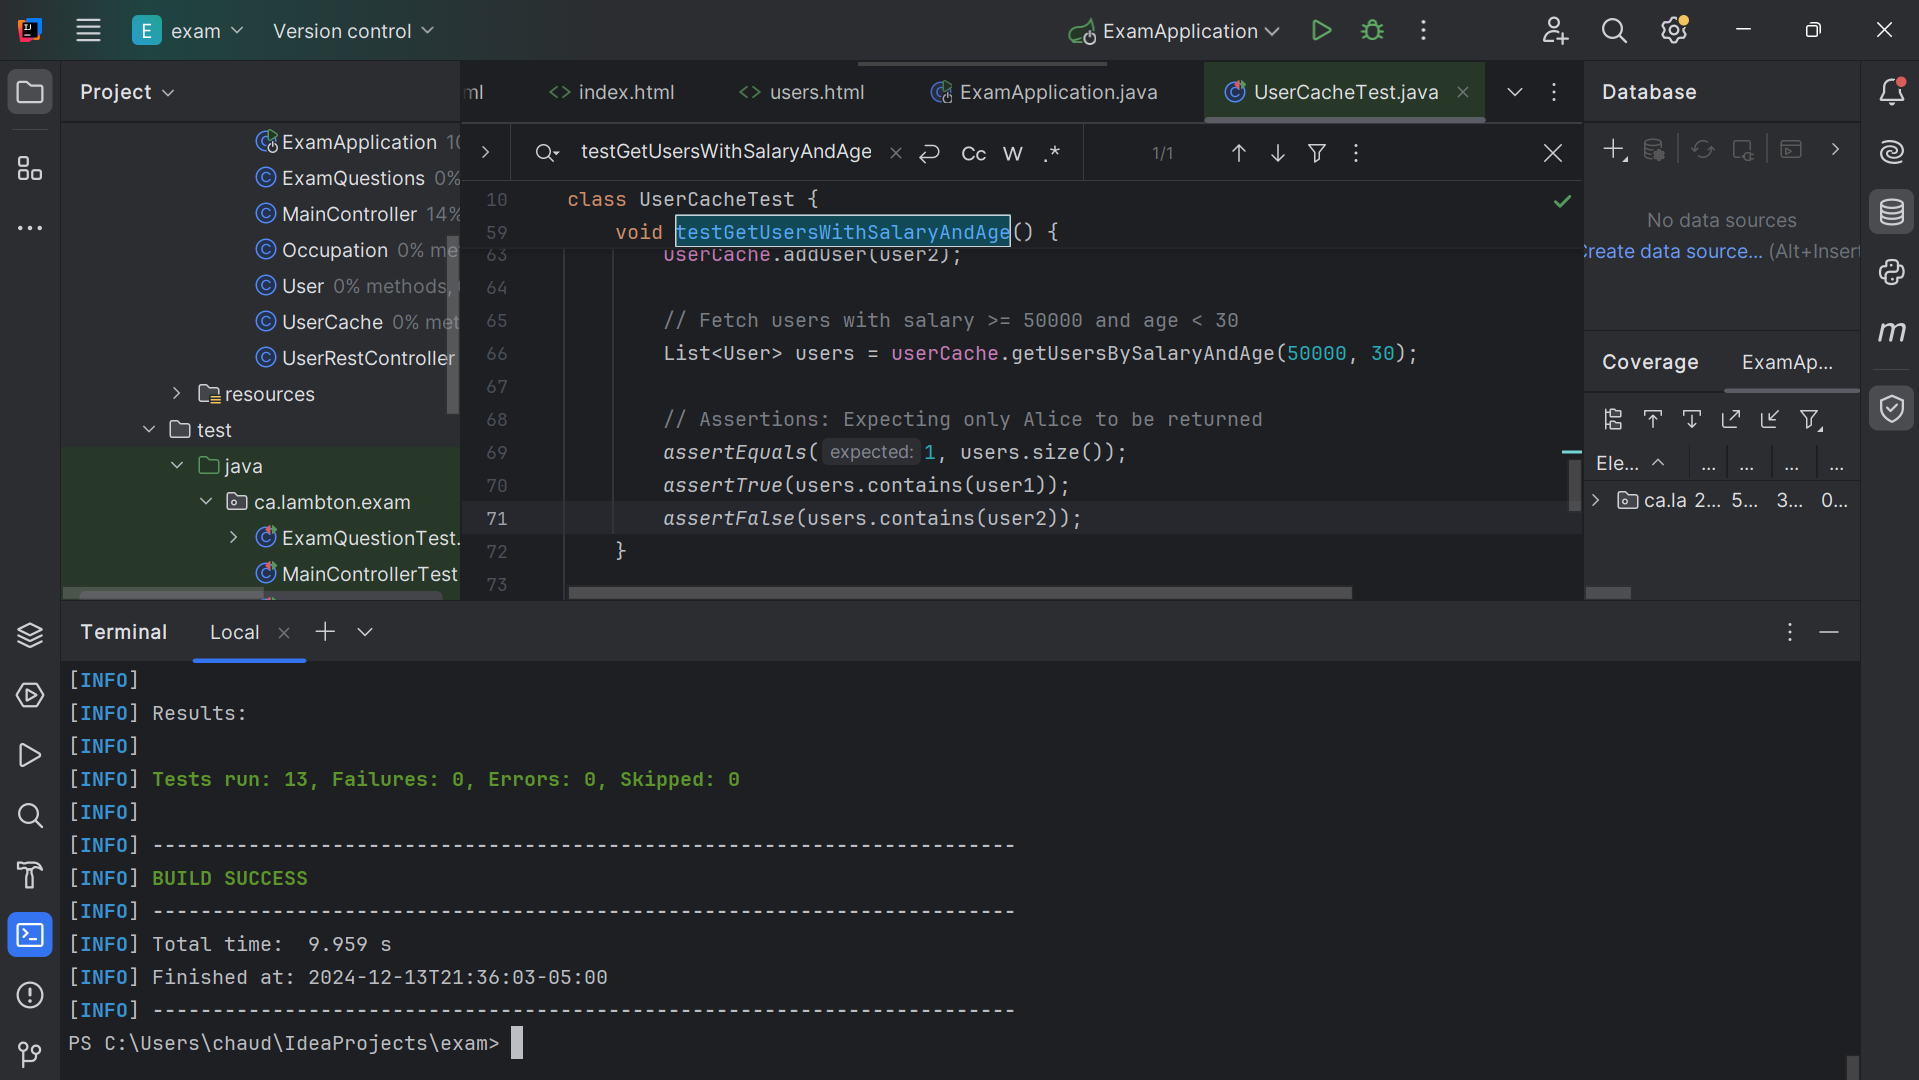 E exam Version control ExamApplication
Project
ExamApplication
ExamQuestions 0%
MainController 14%
Occupation 0% me
User 0% methods,
UserCache 0% met
UserRestController
resources
test
java
ca.lambton.exam
ExamQuestionTest.
MainControllerTest
ml index.html users.html ExamApplication.java UserCacheTest.java
testGetUsersWithSalaryAndAge Cc W .* 1/1
10 class UserCacheTest {
59 void testGetUsersWithSalaryAndAge() {
63 userCache.addUser(user2);
64
65 // Fetch users with salary >= 50000 and age < 30
66 List<User> users = userCache.getUsersBySalaryAndAge(50000, 30);
67
68 // Assertions: Expecting only Alice to be returned
69 assertEquals( expected: 1, users.size());
70 assertTrue(users.contains(user1));
71 assertFalse(users.contains(user2));
72 }
73
Database
No data sources
Create data source... (Alt+Insert
m
Coverage ExamAp...
Ele... ... ... ... ...
ca.la 2... 5... 3... 0...
Terminal Local
[INFO]
[INFO] Results:
[INFO]
[INFO] Tests run: 13, Failures: 0, Errors: 0, Skipped: 0
[INFO]
[INFO] ------------------------------------------------------------------------
[INFO] BUILD SUCCESS
[INFO] ------------------------------------------------------------------------
[INFO] Total time:  9.959 s
[INFO] Finished at: 2024-12-13T21:36:03-05:00
[INFO] ------------------------------------------------------------------------
PS C:\Users\chaud\IdeaProjects\exam>